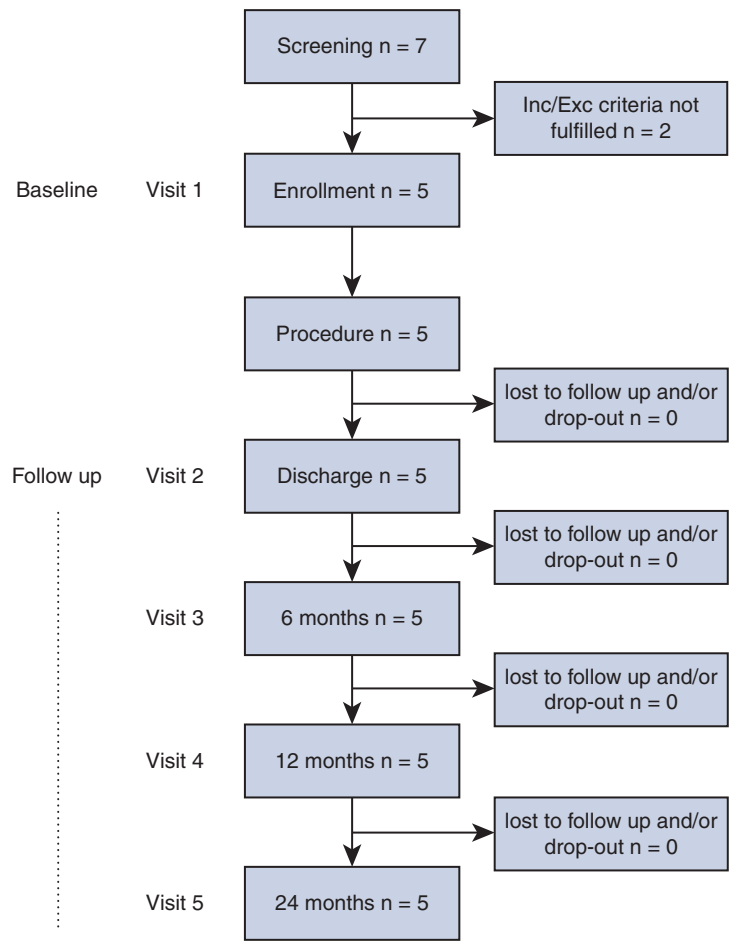 Screening n = 7
Inc/Exc criteria not
fulfilled n = 2
Baseline
Visit 1
Enrollment n = 5
Procedure n = 5
lost to follow up and/or
drop-out n = 0
Follow up
Visit 2
Discharge n = 5
lost to follow up and/or
drop-out n = 0
Visit 3
6 months n = 5
lost to follow up and/or
drop-out n = 0
Visit 4
12 months n = 5
lost to follow up and/or
drop-out n = 0
Visit 5
24 months n = 5